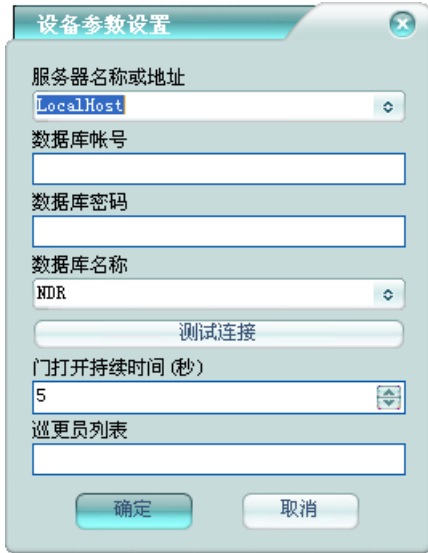 设备参数设置
服务器名称或地址
LocalHost
数据库帐号
数据库密码
数据库名称
NDR
测试连接
门打开持续时间(秒)
5
巡更员列表
确定
取消